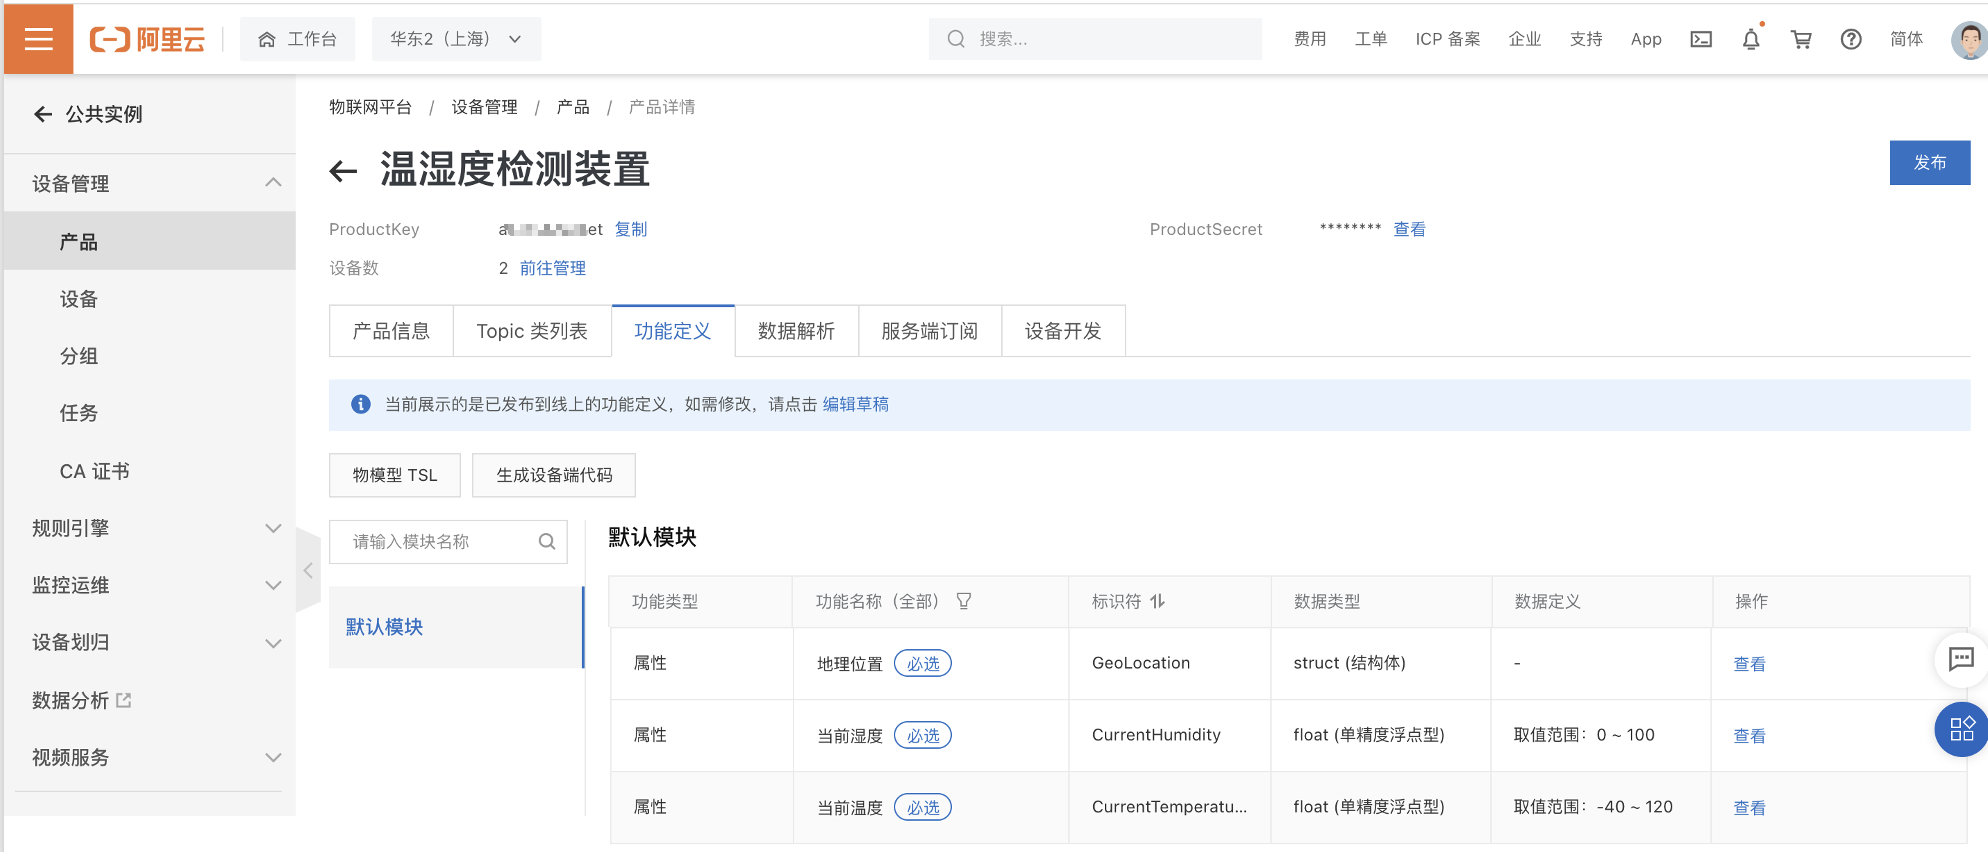 阿里云
工作台
华东2（上海）
搜索...
费用
工单
ICP 备案
企业
支持
App
简体
公共实例
设备管理
产品
设备
分组
任务
CA 证书
规则引擎
监控运维
设备划归
数据分析
视频服务
物联网平台 / 设备管理 / 产品 / 产品详情
温湿度检测装置
发布
ProductKey a et 复制
ProductSecret ******** 查看
设备数 2 前往管理
产品信息
Topic 类列表
功能定义
数据解析
服务端订阅
设备开发
当前展示的是已发布到线上的功能定义，如需修改，请点击 编辑草稿
物模型 TSL
生成设备端代码
请输入模块名称
默认模块
默认模块
功能类型 功能名称（全部） 标识符 数据类型 数据定义 操作
属性 地理位置 必选 GeoLocation struct (结构体) - 查看
属性 当前湿度 必选 CurrentHumidity float (单精度浮点型) 取值范围：0 ~ 100 查看
属性 当前温度 必选 CurrentTemperatu... float (单精度浮点型) 取值范围：-40 ~ 120 查看